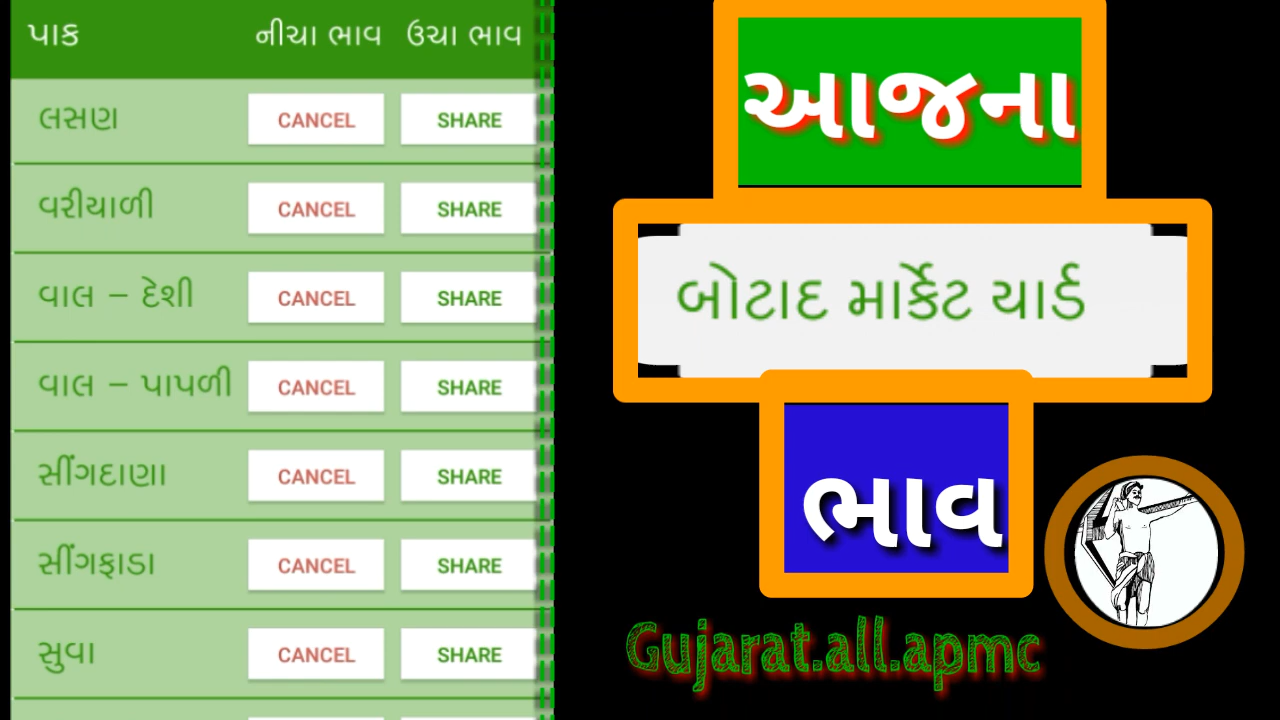 પાક નીચા ભાવ ઉચા ભાવ
લસણ CANCEL SHARE
વરીયાળી CANCEL SHARE
વાલ – દેશી CANCEL SHARE
વાલ – પાપળી CANCEL SHARE
સીંગદાણા CANCEL SHARE
સીંગફાડા CANCEL SHARE
સુવા CANCEL SHARE
આજના
બોટાદ માર્કેટ યાર્ડ
ભાવ
Gujarat.all.apmc